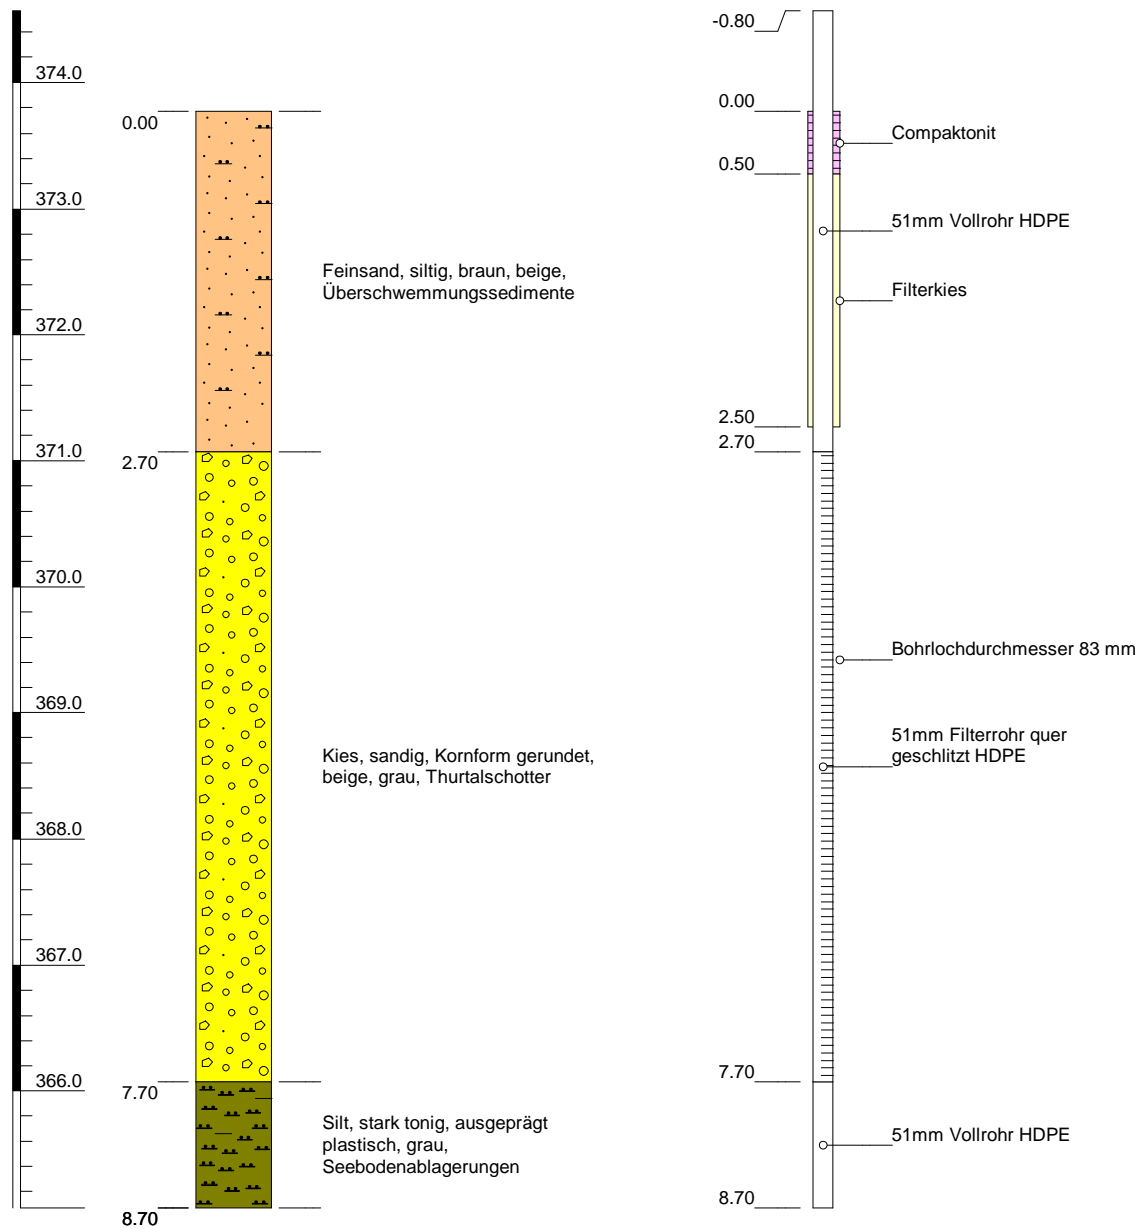 374.0
373.0
372.0
371.0
370.0
369.0
368.0
367.0
366.0
0.00
2.70
7.70
8.70
Feinsand, siltig, braun, beige,
Überschwemmungssedimente
Kies, sandig, Kornform gerundet,
beige, grau, Thurtalschotter
Silt, stark tonig, ausgeprägt
plastisch, grau,
Seebodenablagerungen
-0.80
0.00
0.50
2.50
2.70
7.70
8.70
Compaktonit
51mm Vollrohr HDPE
Filterkies
Bohrlochdurchmesser 83 mm
51mm Filterrohr quer
geschlitzt HDPE
51mm Vollrohr HDPE